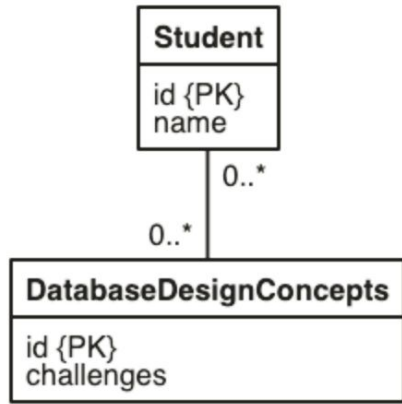 Student
id {PK}
name
0..*
0..*
DatabaseDesignConcepts
id {PK}
challenges